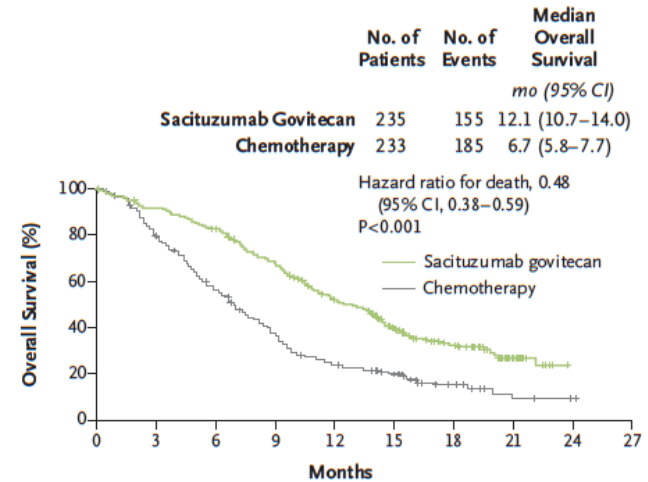 No. of Patients No. of Events Median Overall Survival
mo (95% CI)
Sacituzumab Govitecan 235 155 12.1 (10.7–14.0)
Chemotherapy 233 185 6.7 (5.8–7.7)
Hazard ratio for death, 0.48
(95% CI, 0.38–0.59)
P<0.001
Sacituzumab govitecan
Chemotherapy
Overall Survival (%)
100
80
60
40
20
0
0 3 6 9 12 15 18 21 24 27
Months